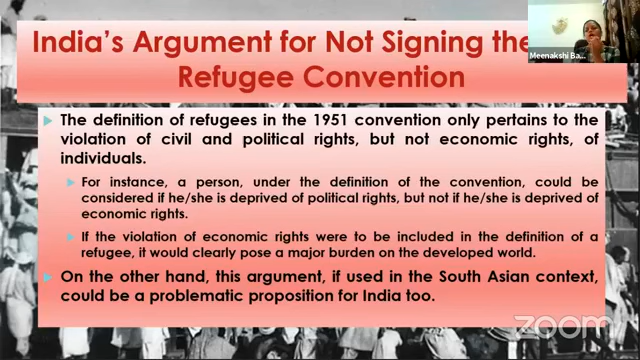 India's Argument for Not Signing the
Refugee Convention
Meenakshi Ba...
The definition of refugees in the 1951 convention only pertains to the
violation of civil and political rights, but not economic rights, of
individuals.
For instance, a person, under the definition of the convention, could be
considered if he/she is deprived of political rights, but not if he/she is deprived of
economic rights.
If the violation of economic rights were to be included in the definition of a
refugee, it would clearly pose a major burden on the developed world.
On the other hand, this argument, if used in the South Asian context,
could be a problematic proposition for India too.
zoom